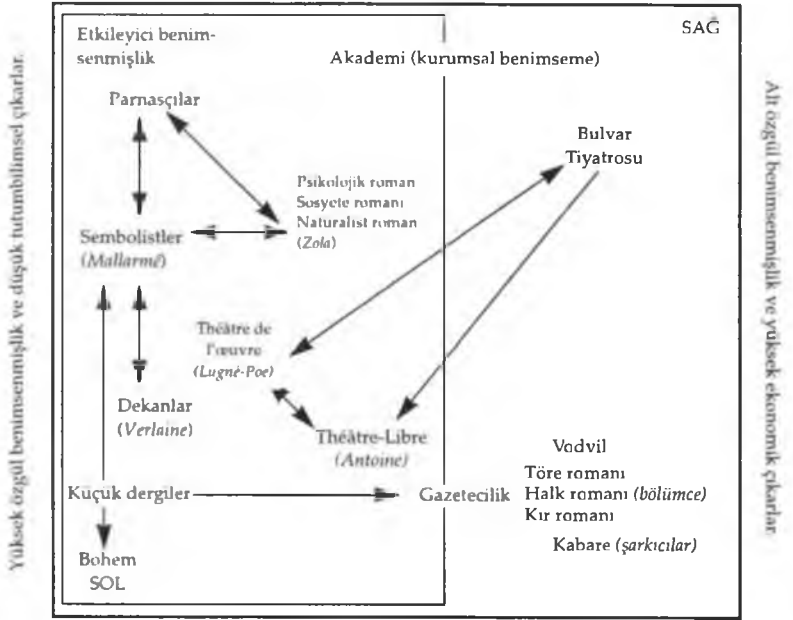 Yüksek özgül benimsenmişlik ve düşük tutumbilimsel çıkarlar.
Etkileyici benim-
senmişlik
Akademi (kurumsal benimseme)
SAĞ
Parnasçılar
Bulvar
Tiyatrosu
Psikolojik roman
Sosyete romanı
Naturalist roman
(Zola)
Sembolistler
(Mallarmé)
Théâtre de
l'œuvre
(Lugné-Poe)
Dekanlar
(Verlaine)
Théâtre-Libre
(Antoine)
Vodvil
Töre romanı
Küçük dergiler
Gazetecilik
Halk romanı (bölümce)
Kır romanı
Kabare (şarkıcılar)
Bohem
SOL
Alt özgül benimsenmişlik ve yüksek ekonomik çıkarlar.